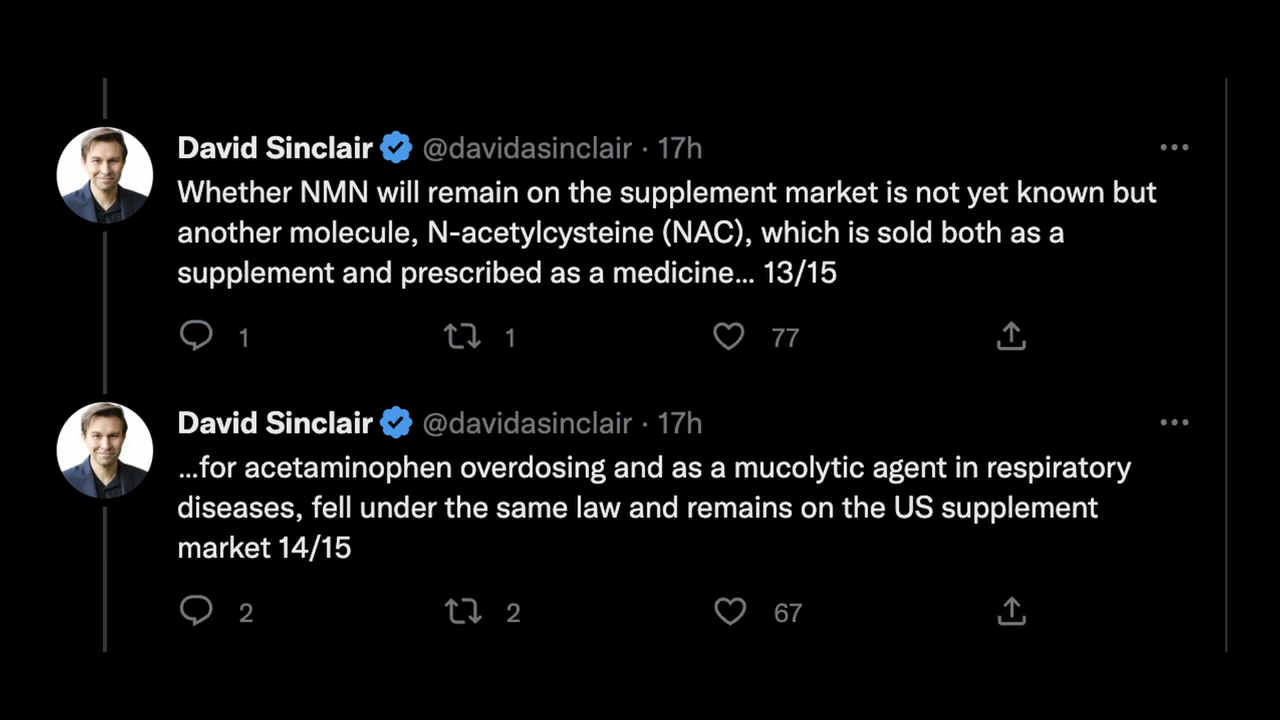 David Sinclair @davidasinclair · 17h
Whether NMN will remain on the supplement market is not yet known but
another molecule, N-acetylcysteine (NAC), which is sold both as a
supplement and prescribed as a medicine... 13/15
1 1 77
David Sinclair @davidasinclair · 17h
...for acetaminophen overdosing and as a mucolytic agent in respiratory
diseases, fell under the same law and remains on the US supplement
market 14/15
2 2 67